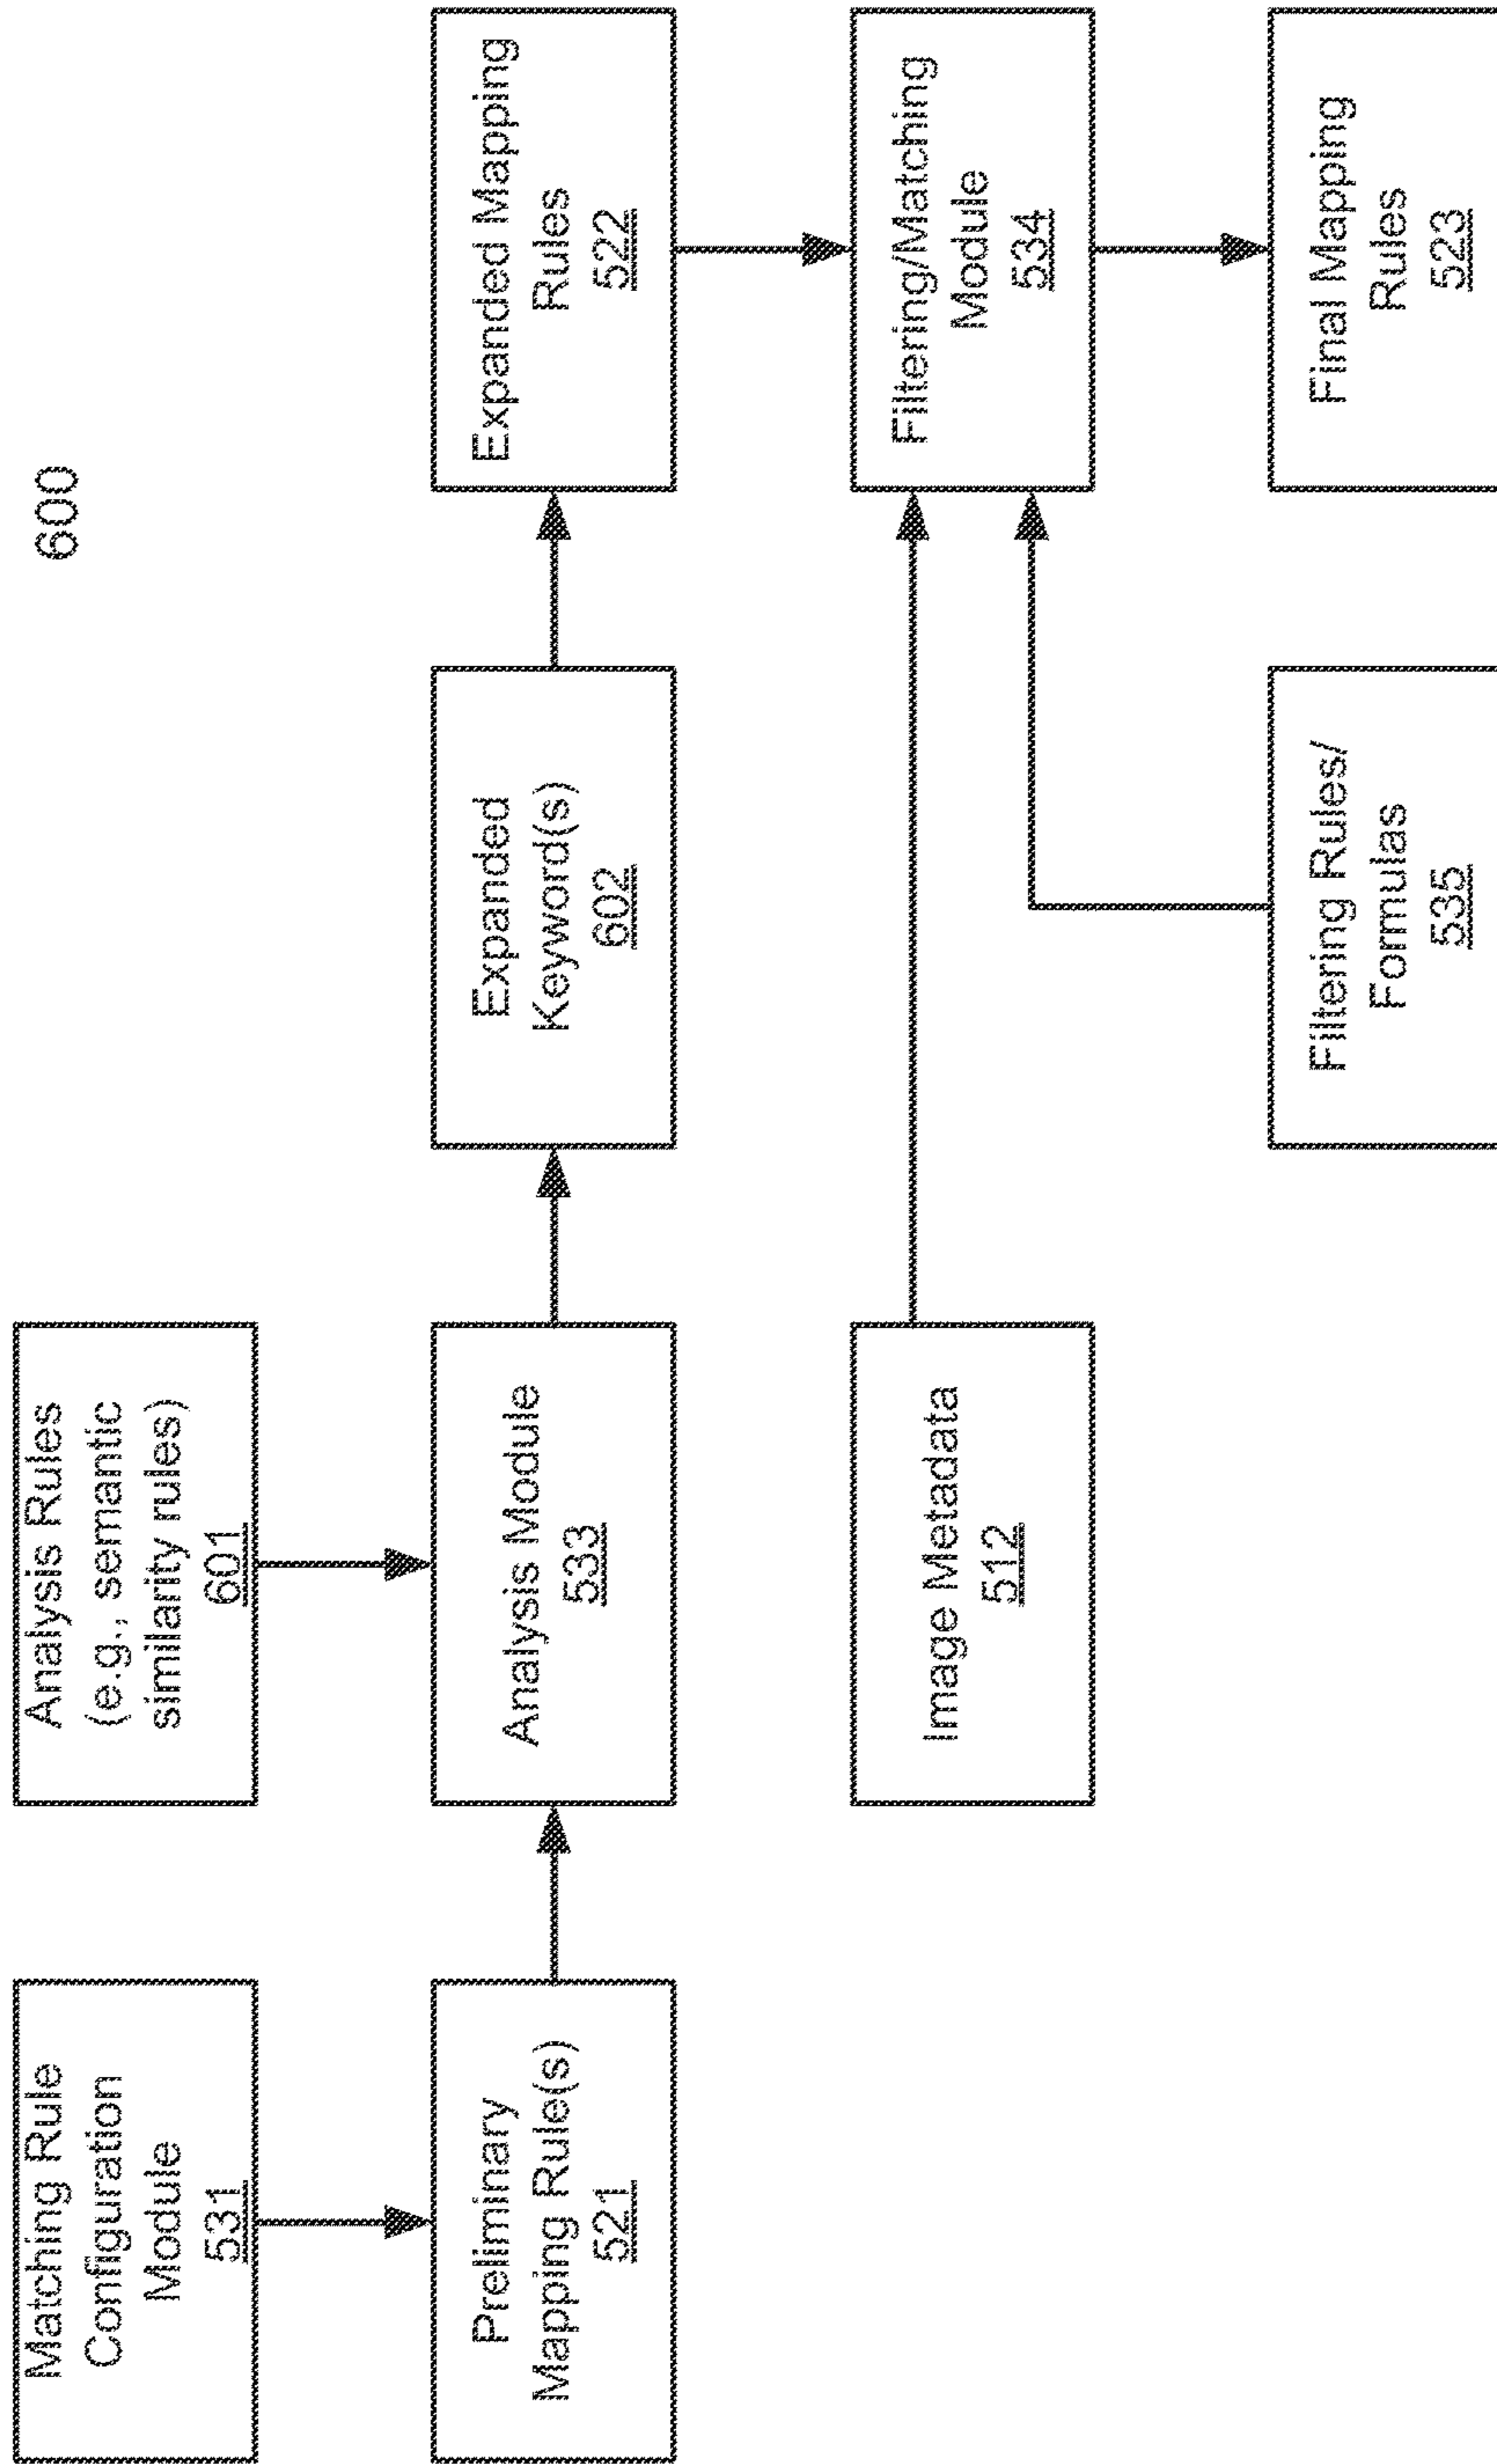 600
Matching Rule
Configuration
Module
531
Analysis Rules
(e.g., semantic
similarity rules)
601
Preliminary
Mapping Rule(s)
521
Analysis Module
533
Expanded
Keyword(s)
602
Expanded Mapping
Rules
522
Image Metadata
512
Filtering/Matching
Module
534
Filtering Rules/
Formulas
535
Final Mapping
Rules
523